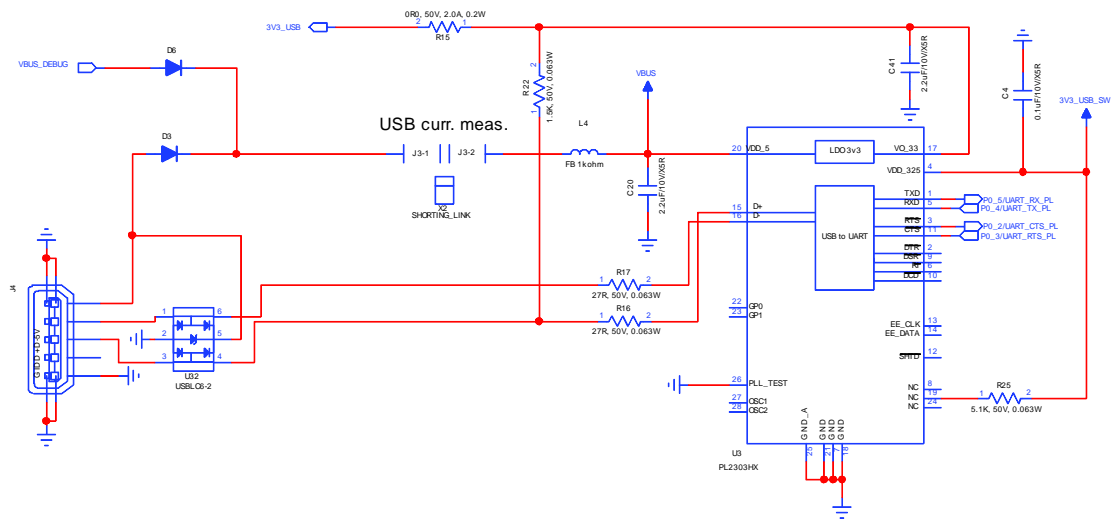 0R0, 50V, 2.0A, 0.2W
3V3_USB
2
1
R15
D6
VBUS_DEBUG
2
R22
1
1.5K, 50V, 0.063W
C41
2.2uF/10V/X5R
C4
0.1uF/10V/X5R
3V3_USB_SW
VBUS
USB curr. meas.
D3
J3-1
J3-2
L4
FB 1kohm
C20
2.2uF/10V/X5R
X2
SHORTING_LINK
20
VDD_5
LDO 3v3
VO_33
17
VDD_325
4
TXD
1
P0_5/UART_RX_PL
RXD
5
P0_4/UART_TX_PL
RTS
3
P0_2/UART_CTS_PL
CTS
11
P0_3/UART_RTS_PL
DTR
2
DSR
9
RI
6
DCD
10
15
D+
16
D-
USB to UART
R17
1
2
27R, 50V, 0.063W
R16
1
2
27R, 50V, 0.063W
22
GP0
23
GP1
EE_CLK
13
EE_DATA
14
12
26
PLL_TEST
27
OSC1
28
OSC2
NC
8
NC
19
NC
24
R25
1
2
5.1K, 50V, 0.063W
GND_A
GND
GND
GND
25
21
7
18
U3
PL2303HX
J4
1
6
2
5
3
4
U32
USBLC6-2